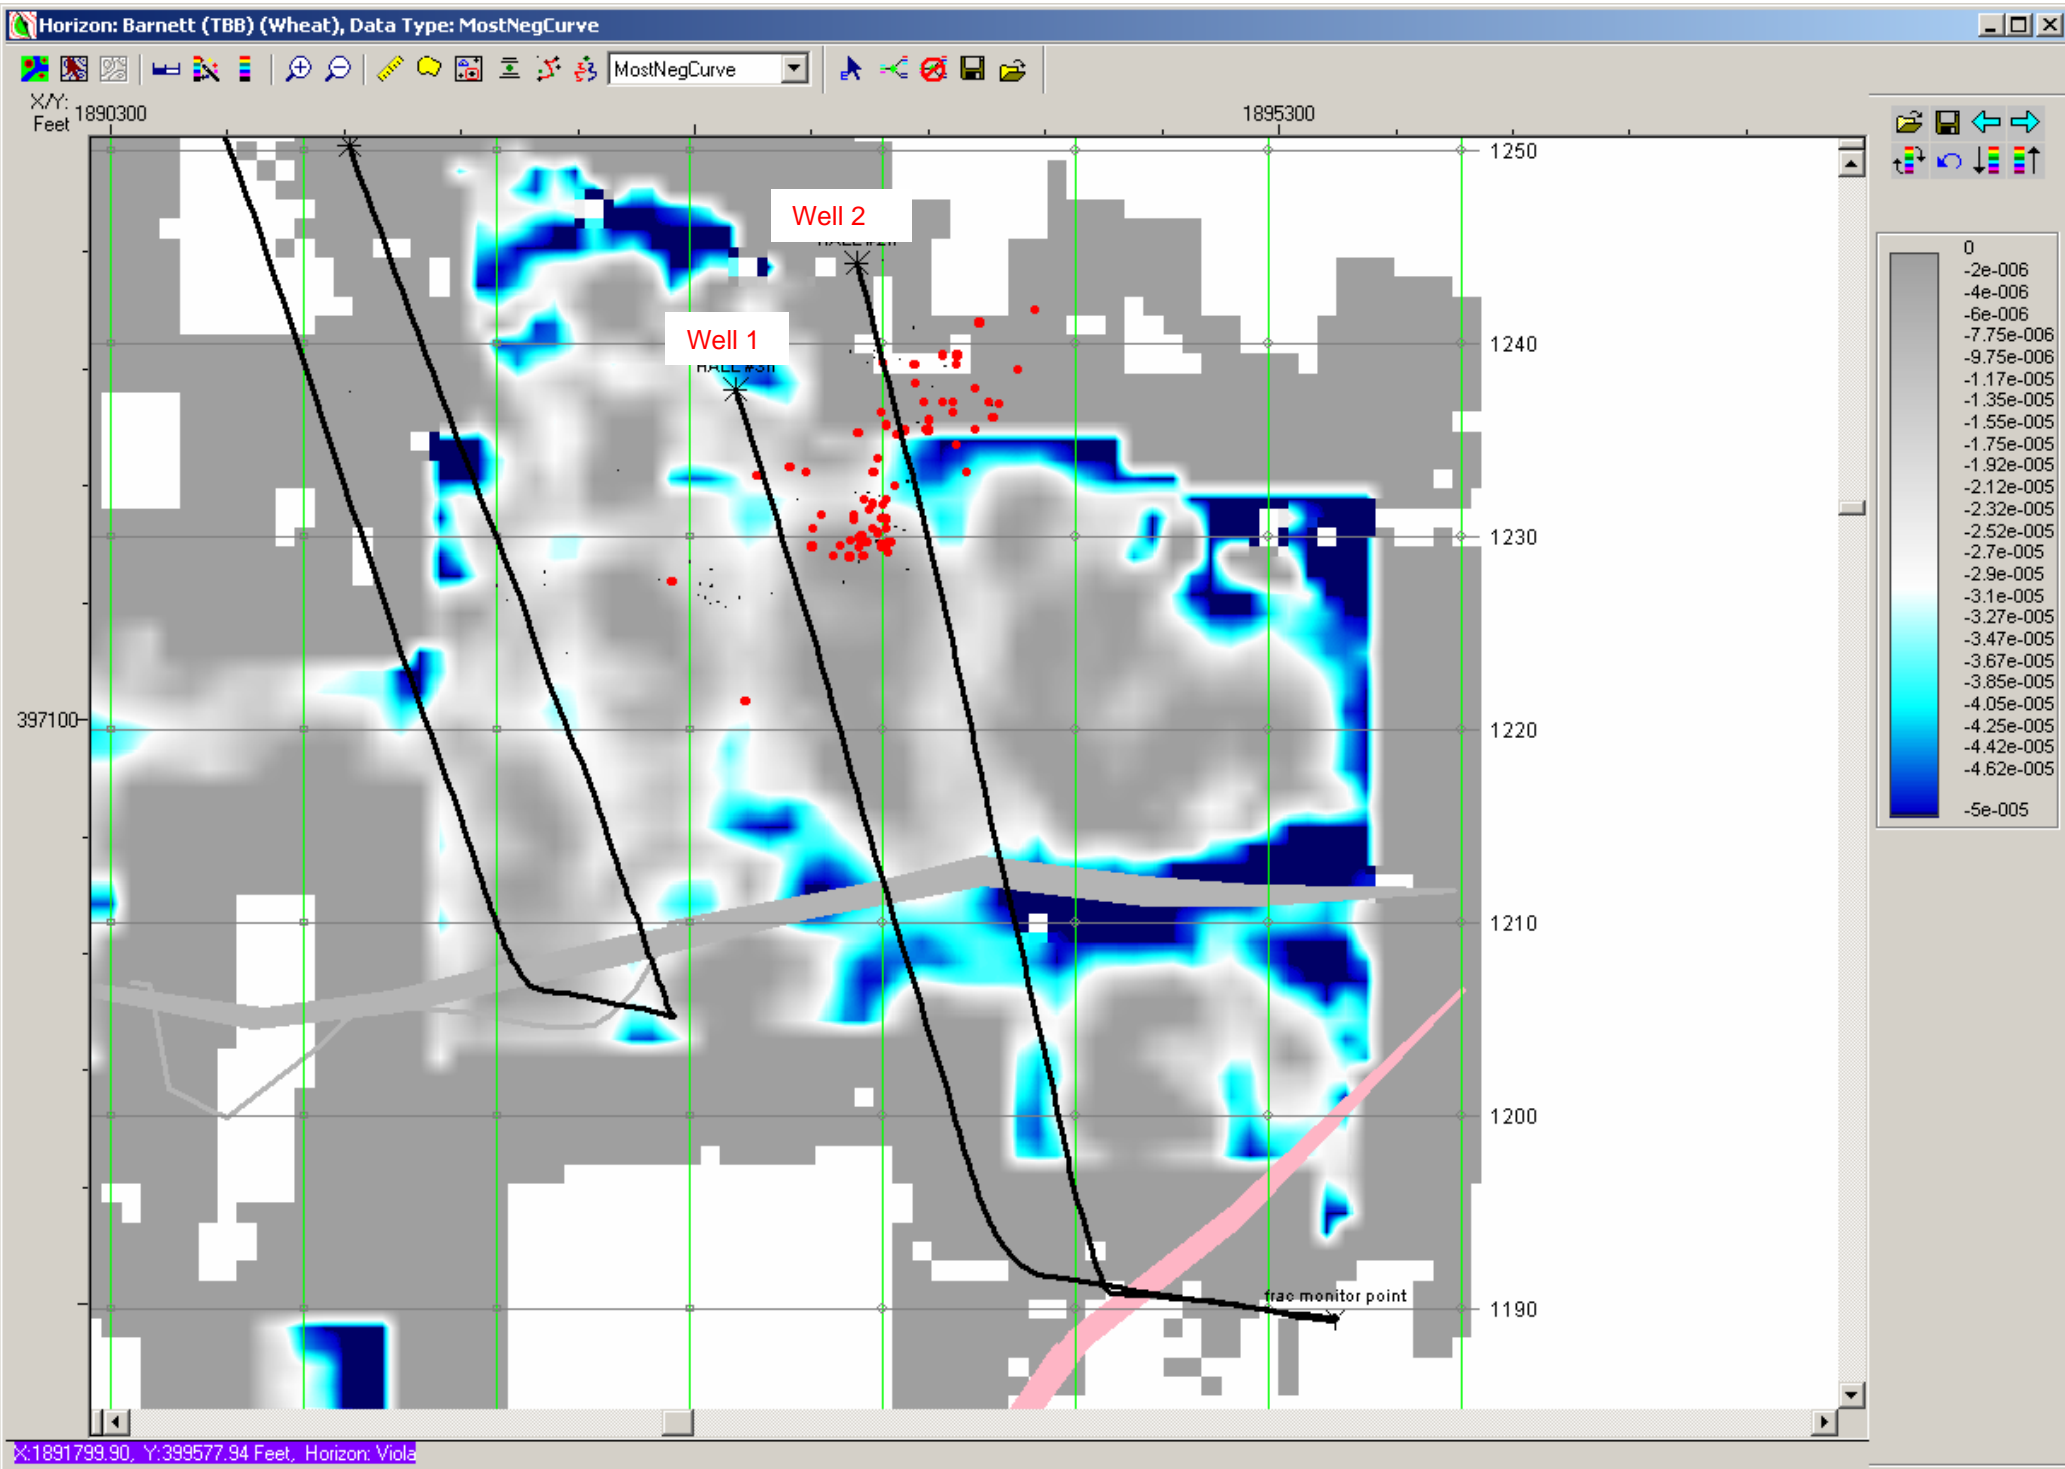 Horizon: Barnett (TBB) (Wheat), Data Type: MostNegCurve
MostNegCurve
X/Y:
Feet
1890300
1895300
1250
Well 2
Well 1
1240
1230
397100
1220
1210
1200
frac monitor point
1190
0
-2e-006
-4e-006
-6e-006
-7.75e-006
-9.75e-006
-1.17e-005
-1.35e-005
-1.55e-005
-1.75e-005
-1.92e-005
-2.12e-005
-2.32e-005
-2.52e-005
-2.7e-005
-2.9e-005
-3.1e-005
-3.27e-005
-3.47e-005
-3.67e-005
-3.85e-005
-4.05e-005
-4.25e-005
-4.42e-005
-4.62e-005
-5e-005
X:1891799.90, Y:399577.94 Feet, Horizon: Viola